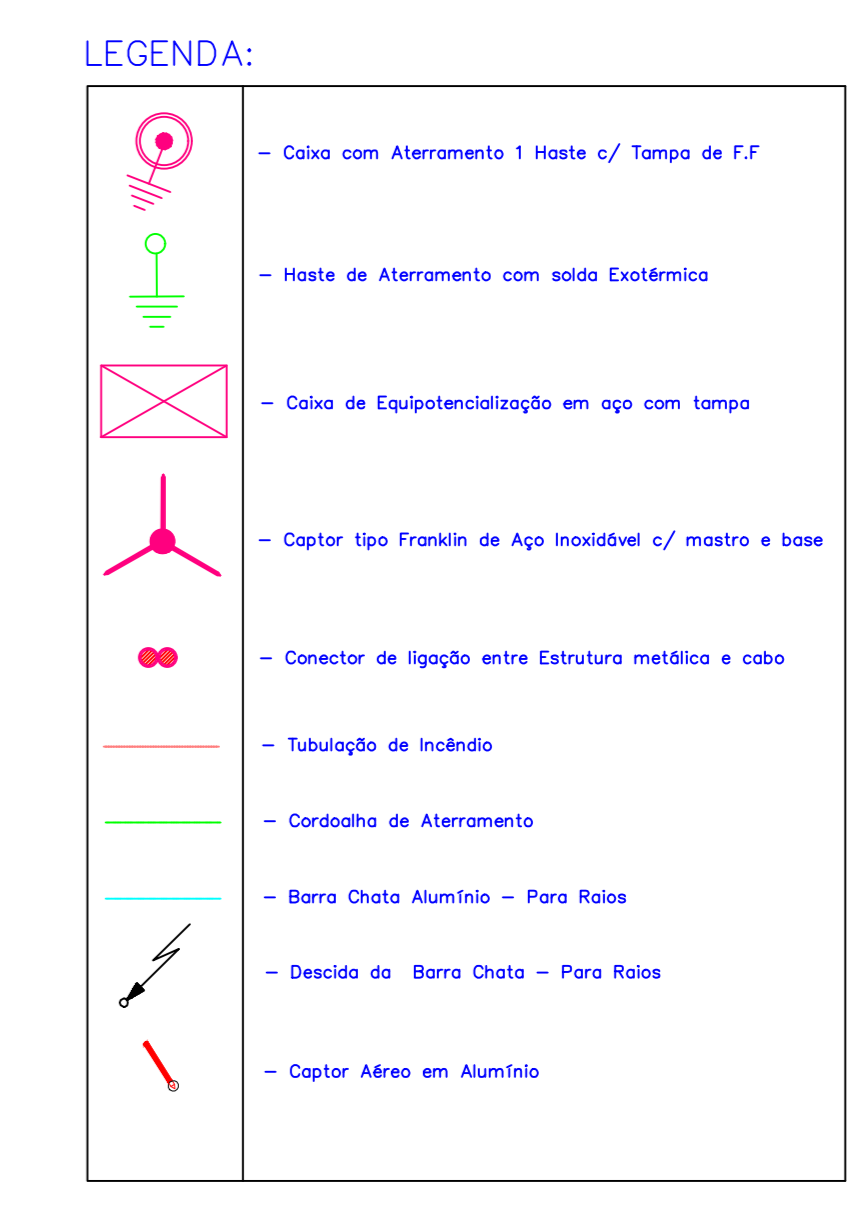 LEGENDA:
- Caixa com Aterramento 1 Haste c/ Tampa de F.F
- Haste de Aterramento com solda Exotérmica
- Caixa de Equipotencialização em aço com tampa
- Captor tipo Franklin de Aço Inoxidável c/ mastro e base
- Conector de ligação entre Estrutura metálica e cabo
- Tubulação de Incêndio
- Cordoalha de Aterramento
- Barra Chata Alumínio - Para Raios
- Descida da Barra Chata - Para Raios
- Captor Aéreo em Alumínio